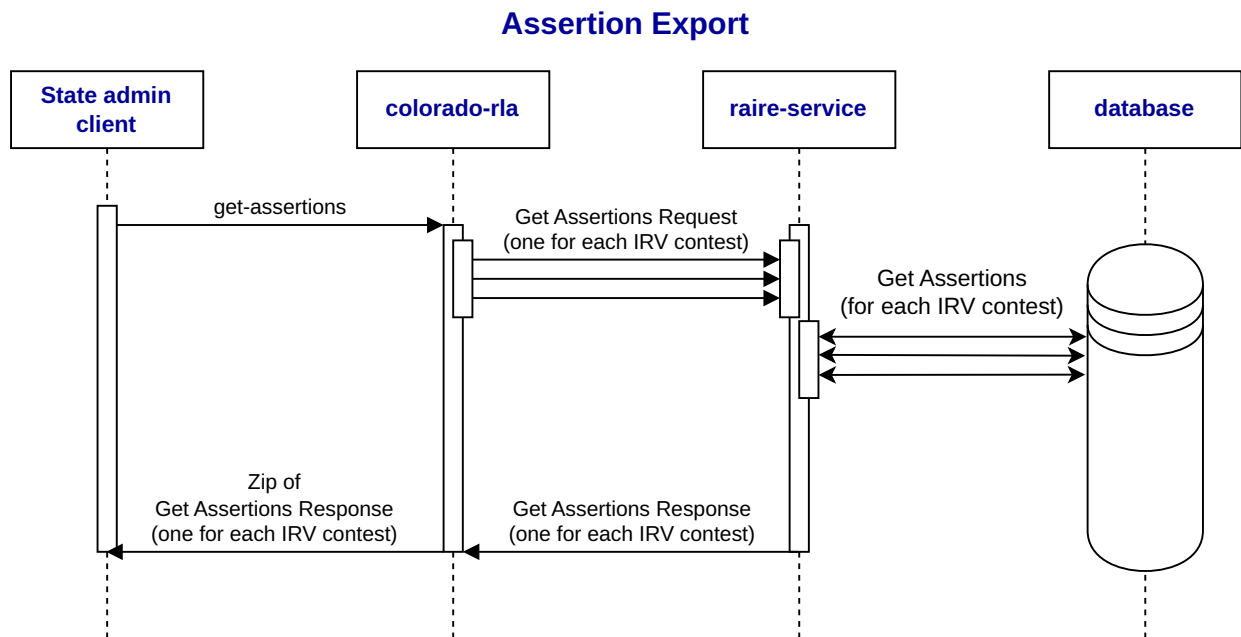 Assertion Export
State admin
client
colorado-rla
raire-service
database
get-assertions
Get Assertions Request
(one for each IRV contest)
Get Assertions
(for each IRV contest)
Zip of
Get Assertions Response
(one for each IRV contest)
Get Assertions Response
(one for each IRV contest)